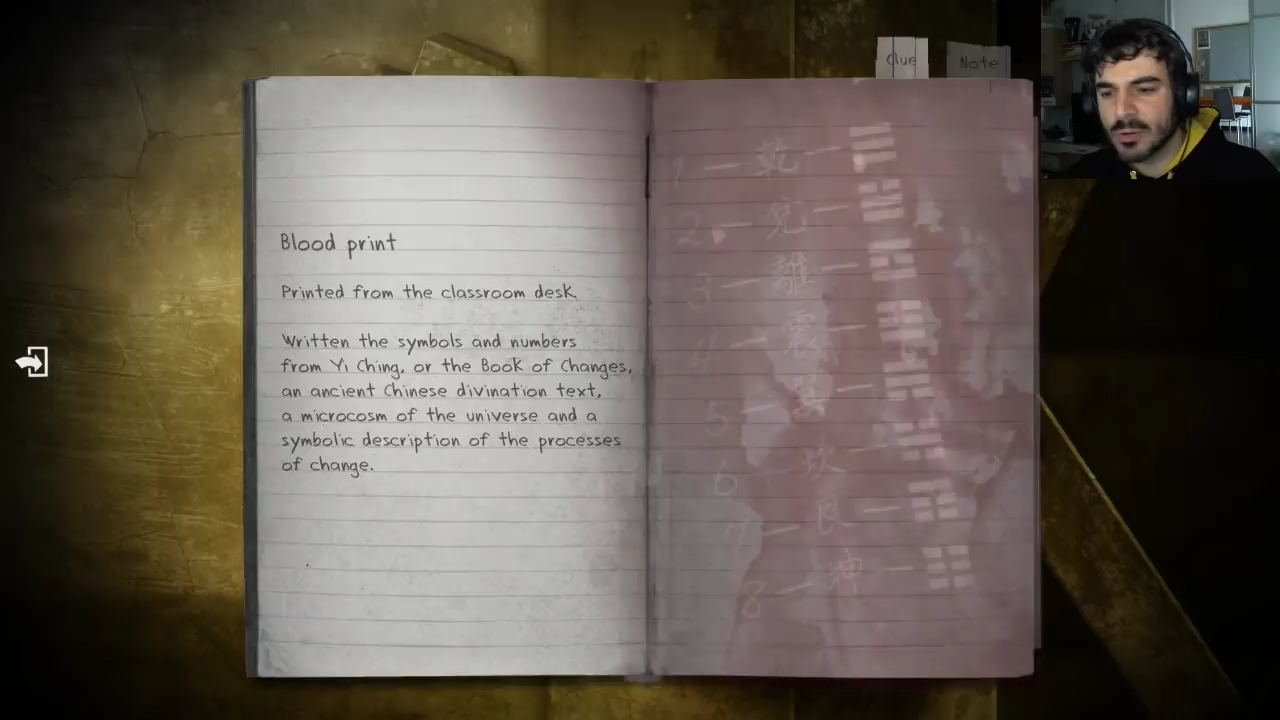 Clue
Note
Blood print
Printed from the classroom desk.
Written the symbols and numbers
from Yi Ching, or the Book of Changes,
an ancient Chinese divination text,
a microcosm of the universe and a
symbolic description of the processes
of change.
1 — 乾 — ☰
2 — 兌 — ☱
3 — 離 — ☲
4 — 震 — ☳
5 — 巽 — ☴
6 — 坎 — ☵
7 — 艮 — ☶
8 — 坤 — ☷